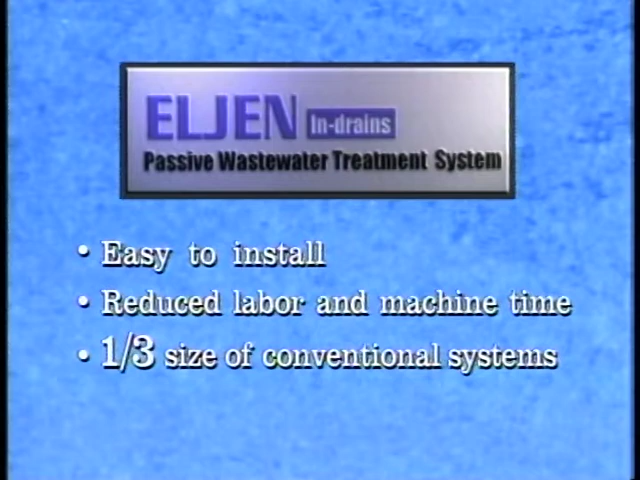 ELJEN In-drains
Passive Wastewater Treatment System
• Easy to install
• Reduced labor and machine time
• 1/3 size of conventional systems